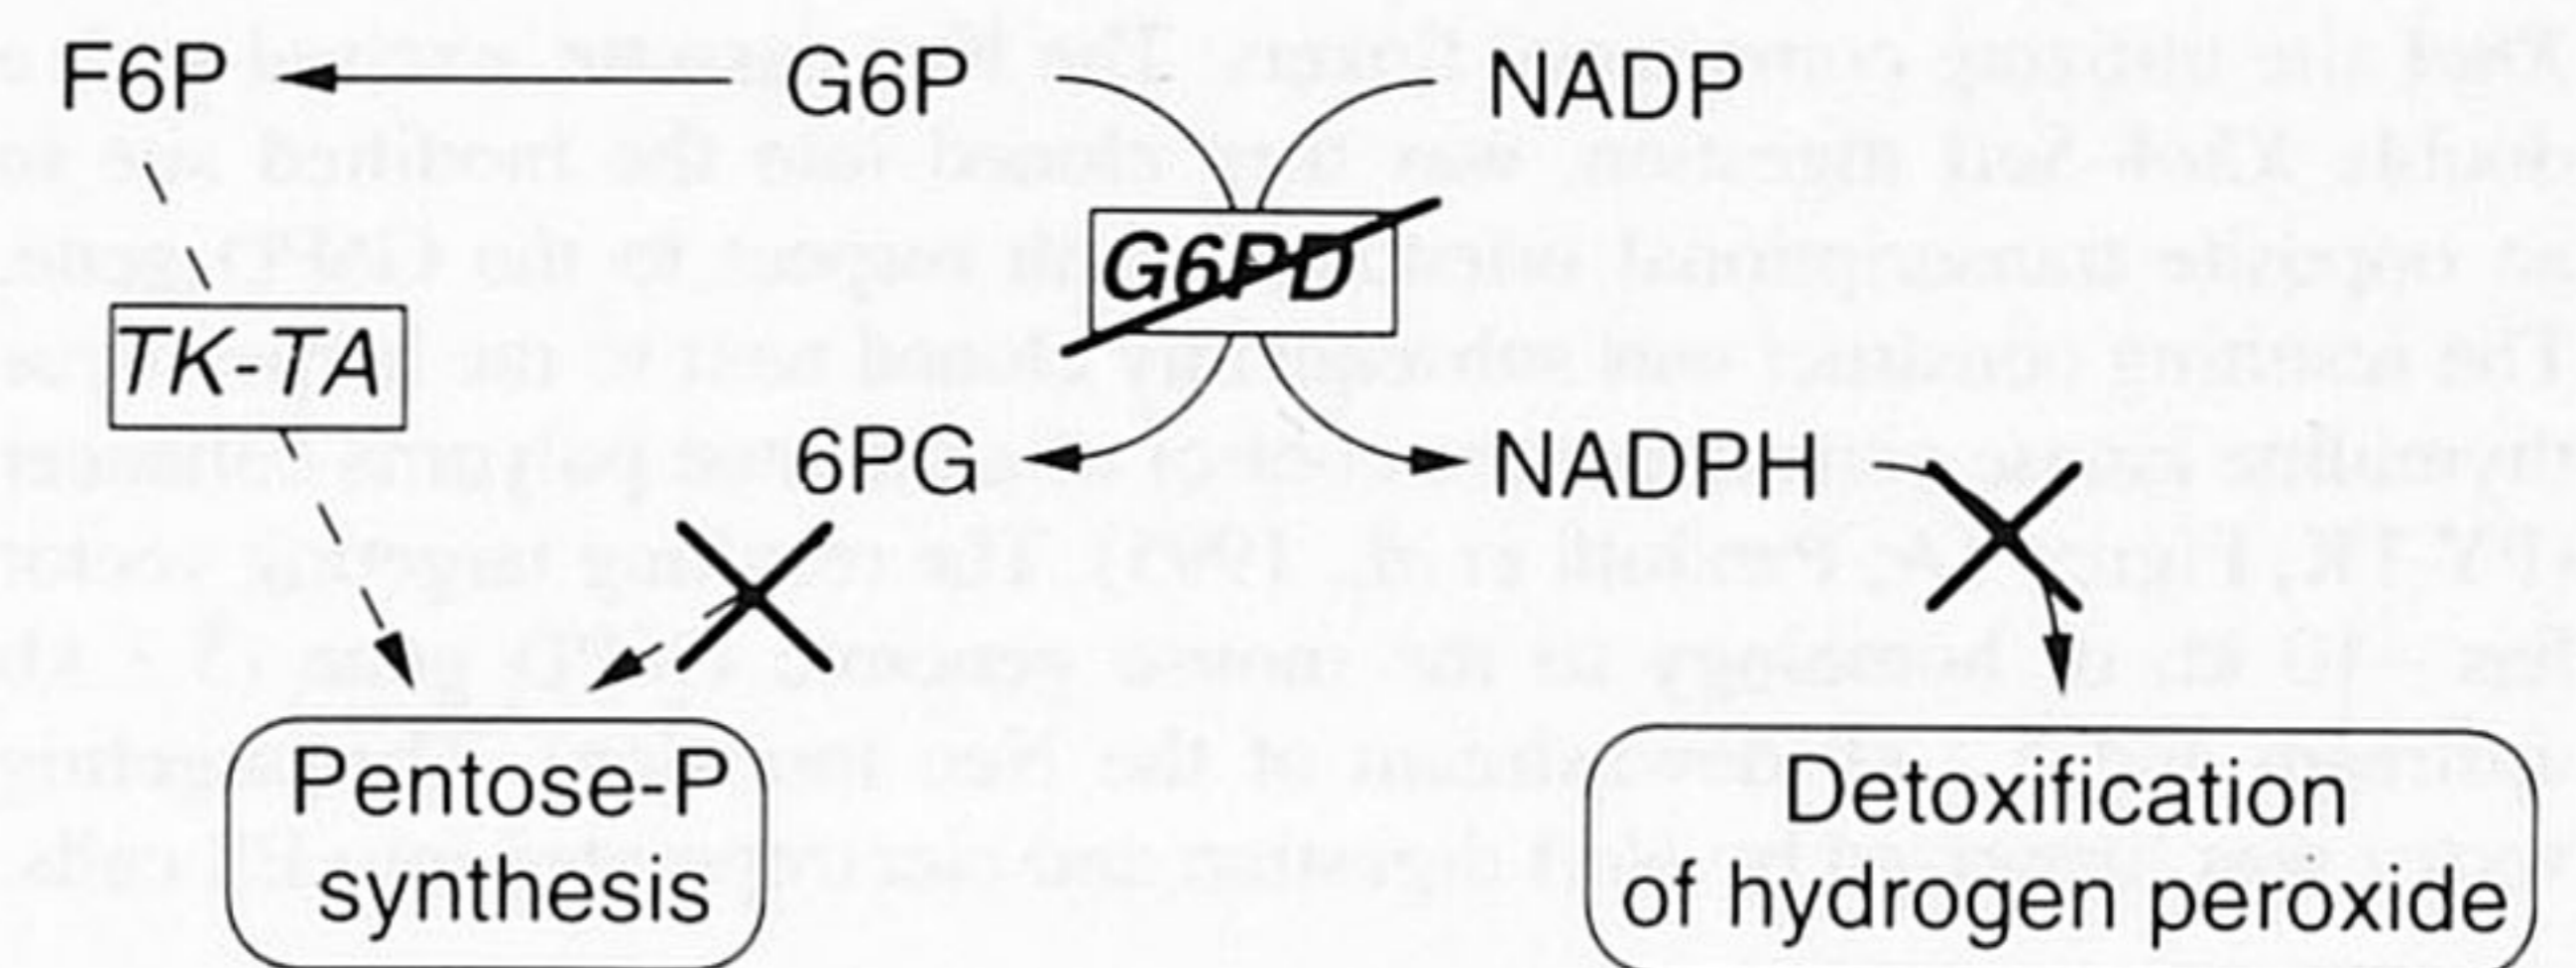 F6P G6P NADP
G6PD
TK-TA
6PG NADPH
Pentose-P
synthesis
Detoxification
of hydrogen peroxide